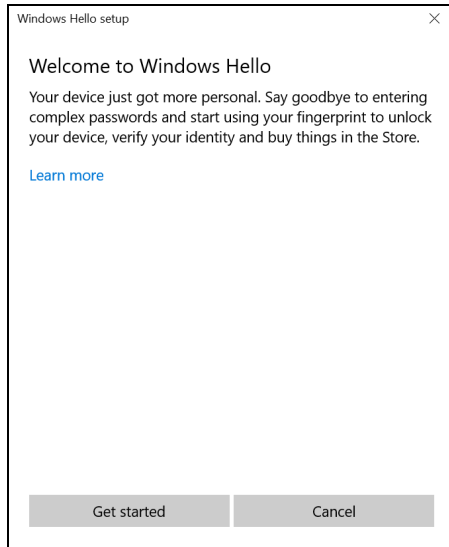 Windows Hello setup
Welcome to Windows Hello
Your device just got more personal. Say goodbye to entering
complex passwords and start using your fingerprint to unlock
your device, verify your identity and buy things in the Store.
Learn more
Get started
Cancel